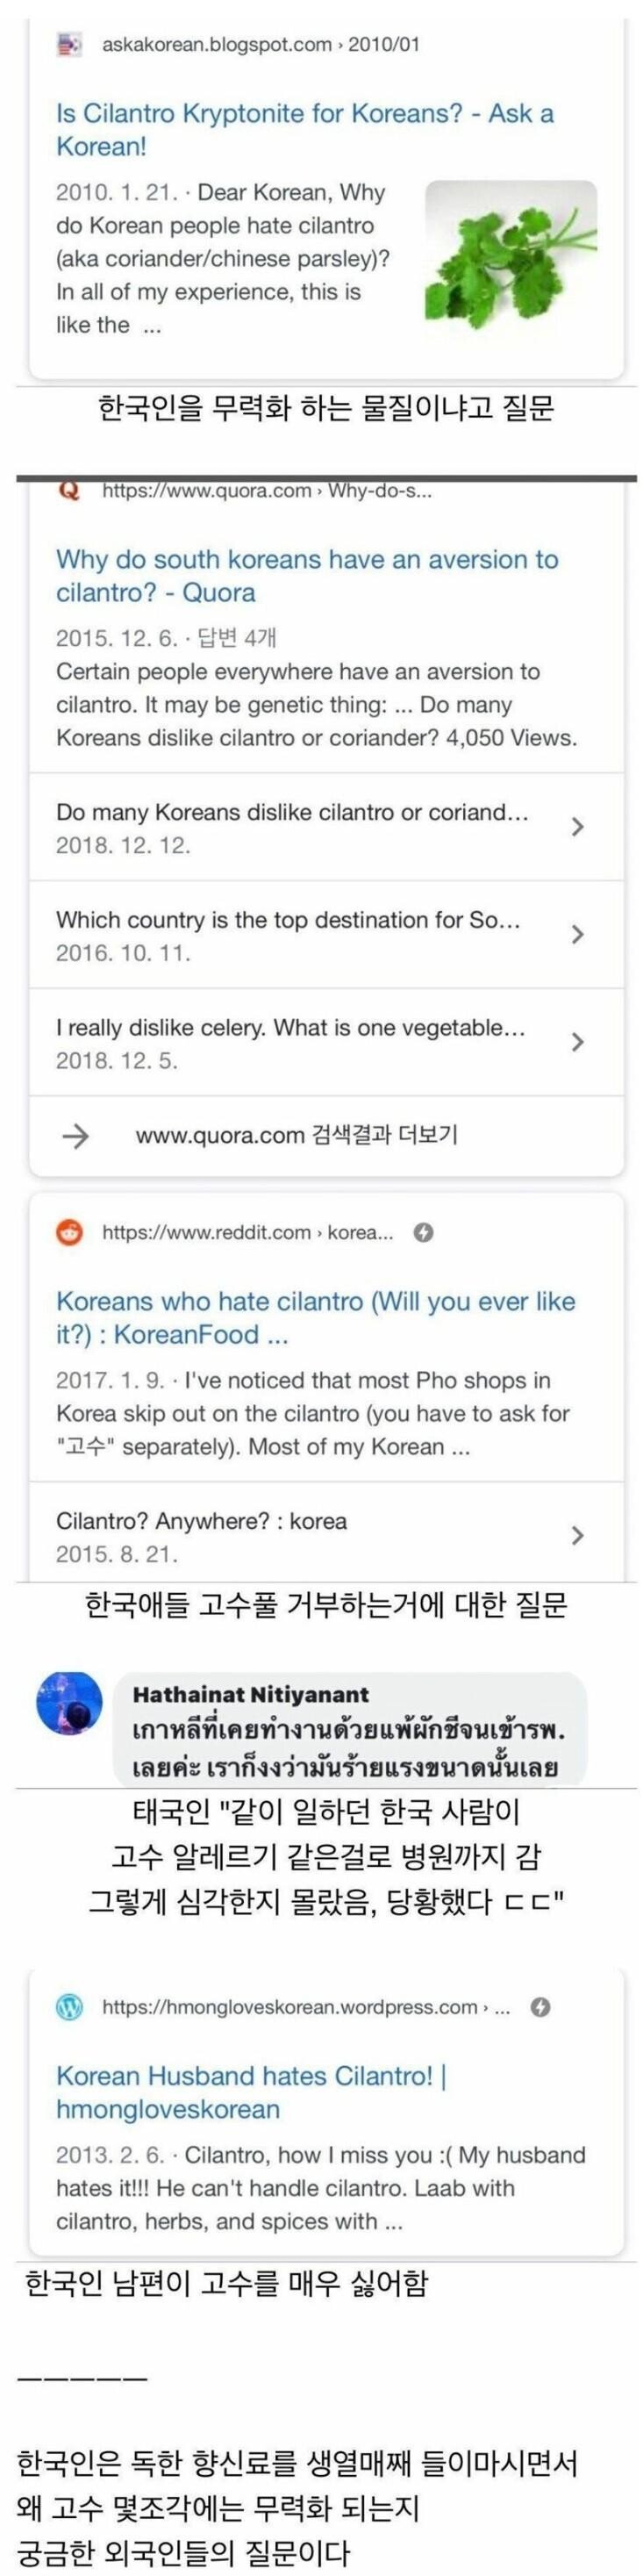 askakorean.blogspot.com › 2010/01
Is Cilantro Kryptonite for Koreans? - Ask a
Korean!
2010. 1. 21. · Dear Korean, Why
do Korean people hate cilantro
(aka coriander/chinese parsley)?
In all of my experience, this is
like the ...
한국인을 무력화 하는 물질이냐고 질문
https://www.quora.com › Why-do-s...
Why do south koreans have an aversion to
cilantro? - Quora
2015. 12. 6. · 답변 4개
Certain people everywhere have an aversion to
cilantro. It may be genetic thing: ... Do many
Koreans dislike cilantro or coriander? 4,050 Views.
Do many Koreans dislike cilantro or coriand...
2018. 12. 12.
Which country is the top destination for So...
2016. 10. 11.
I really dislike celery. What is one vegetable...
2018. 12. 5.
www.quora.com 검색결과 더보기
https://www.reddit.com › korea...
Koreans who hate cilantro (Will you ever like
it?) : KoreanFood ...
2017. 1. 9. · I've noticed that most Pho shops in
Korea skip out on the cilantro (you have to ask for
"고수" separately). Most of my Korean ...
Cilantro? Anywhere? : korea
2015. 8. 21.
한국애들 고수풀 거부하는거에 대한 질문
Hathainat Nitiyanant
เกาหลีที่เคยทำงานด้วยแพ้ผักชีจนเข้ารพ.
เลยค่ะ เราก็งงว่ามันร้ายแรงขนาดนั้นเลย
태국인 "같이 일하던 한국 사람이
고수 알레르기 같은걸로 병원까지 감
그렇게 심각한지 몰랐음, 당황했다 ㄷㄷ"
https://hmongloveskorean.wordpress.com › ...
Korean Husband hates Cilantro! |
hmongloveskorean
2013. 2. 6. · Cilantro, how I miss you :( My husband
hates it!!! He can't handle cilantro. Laab with
cilantro, herbs, and spices with ...
한국인 남편이 고수를 매우 싫어함
—————
한국인은 독한 향신료를 생열매째 들이마시면서
왜 고수 몇조각에는 무력화 되는지
궁금한 외국인들의 질문이다